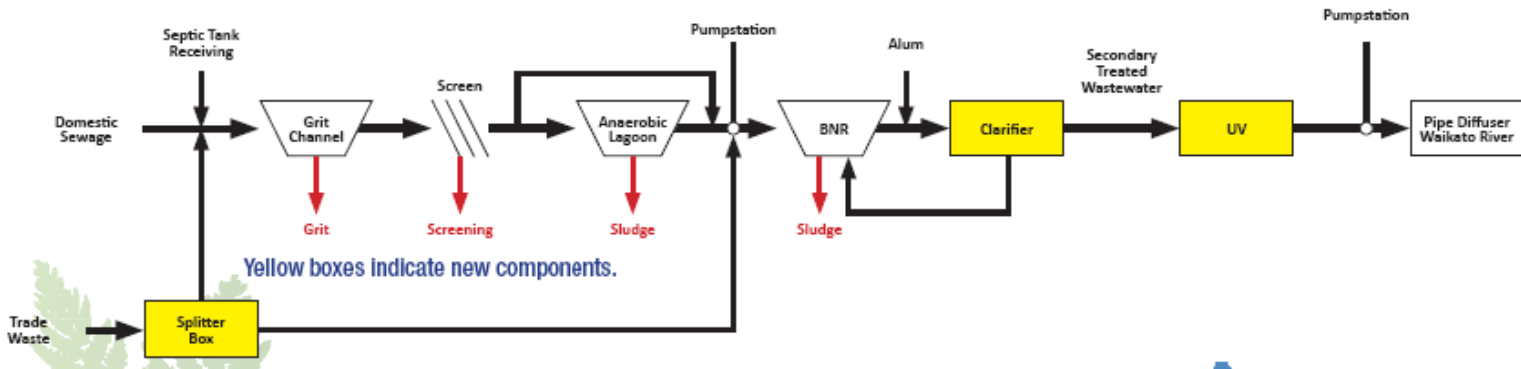 Septic Tank
Receiving
Pumpstation
Pumpstation
Alum
Secondary
Treated
Wastewater
Screen
Domestic
Sewage
Grit
Channel
Anaerobic
Lagoon
BNR
Clarifier
UV
Pipe Diffuser
Waikato River
Grit
Screening
Sludge
Sludge
Yellow boxes indicate new components.
Trade
Waste
Splitter
Box